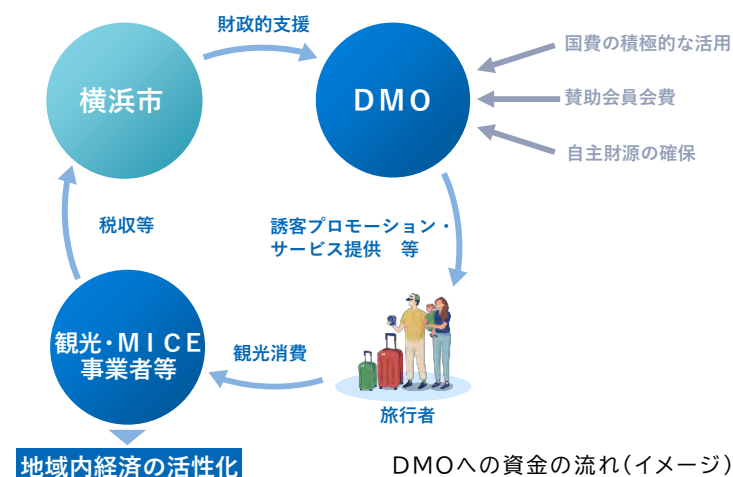 財政的支援
国費の積極的な活用
横浜市
DMO
賛助会員会費
自主財源の確保
税収等
誘客プロモーション・
サービス提供　等
観光・MICE
事業者等
観光消費
旅行者
地域内経済の活性化
DMOへの資金の流れ(イメージ)